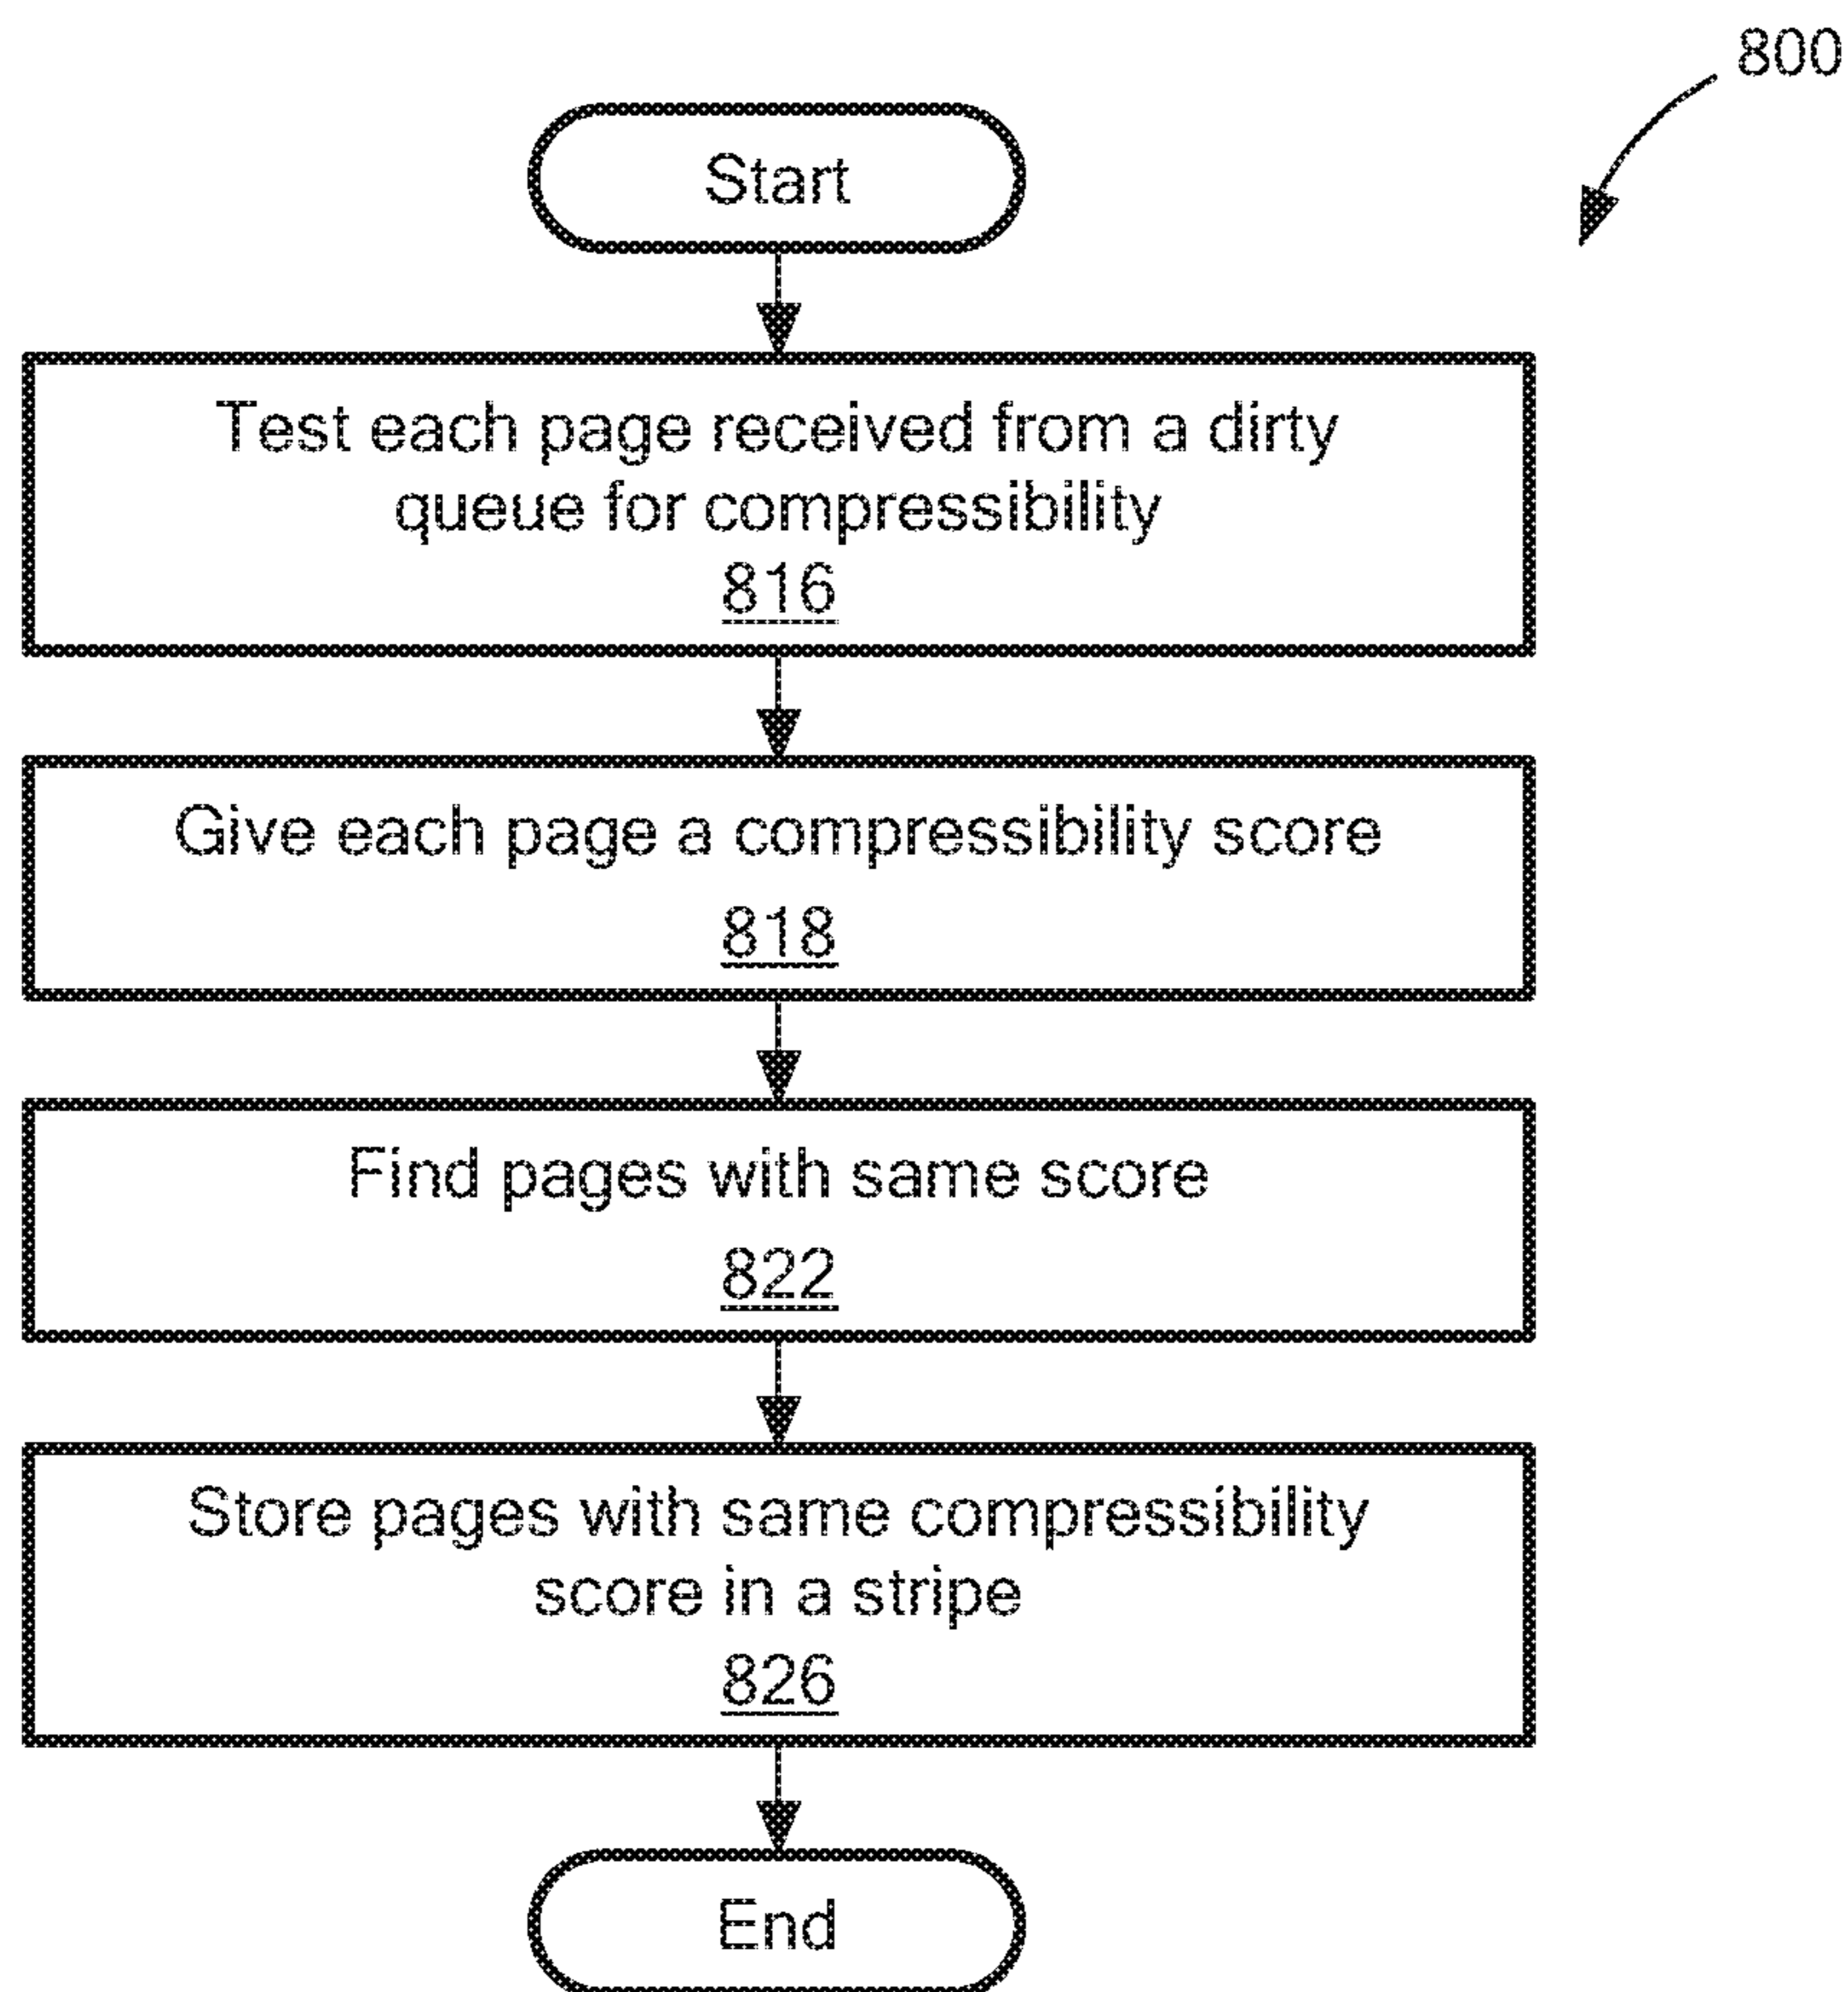 800
Start
Test each page received from a dirty
queue for compressibility
816
Give each page a compressibility score
818
Find pages with same score
822
Store pages with same compressibility
score in a stripe
826
End